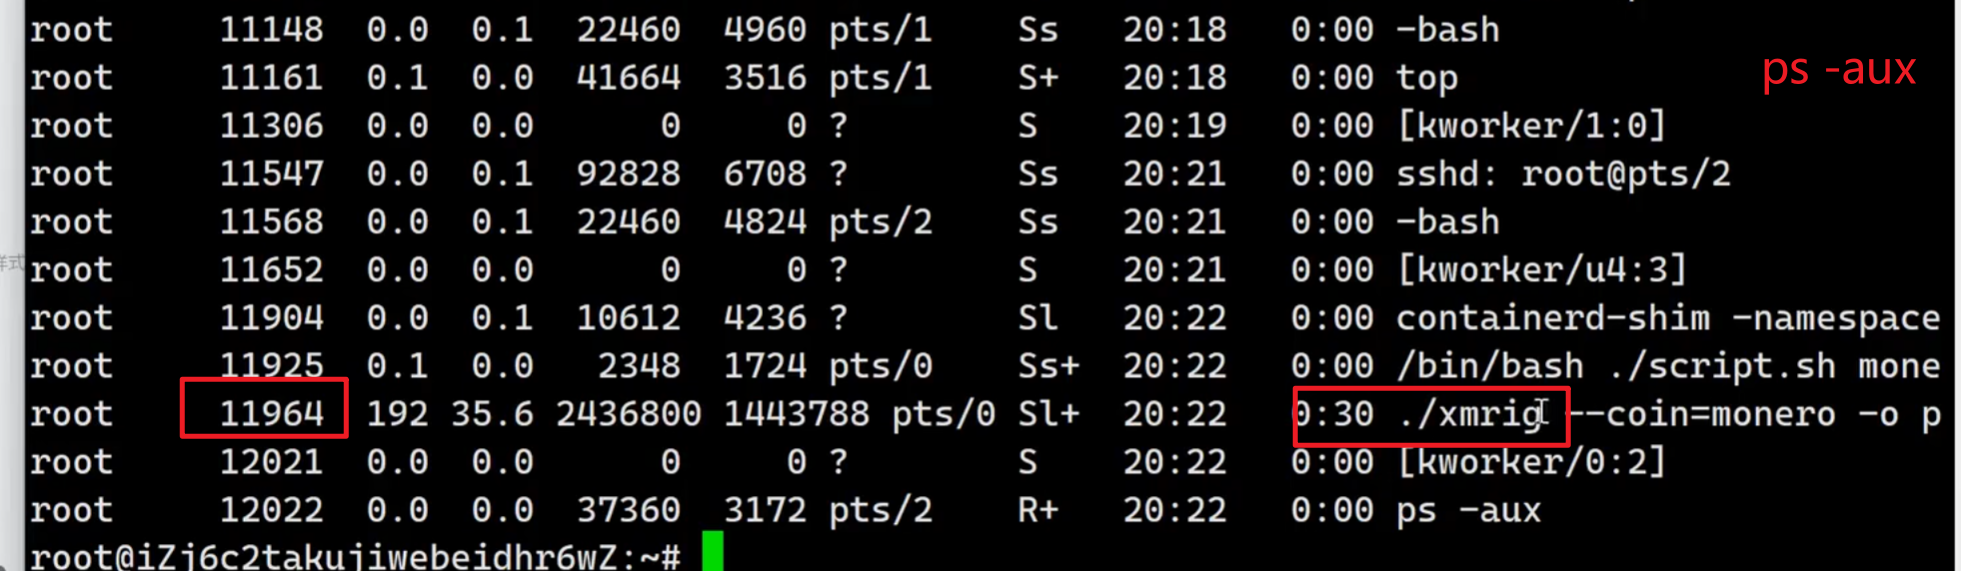 root 11148 0.0 0.1 22460 4960 pts/1 Ss 20:18 0:00 -bash
ps -aux
root 11161 0.1 0.0 41664 3516 pts/1 S+ 20:18 0:00 top
root 11306 0.0 0.0 0 0 ? S 20:19 0:00 [kworker/1:0]
root 11547 0.0 0.1 92828 6708 ? Ss 20:21 0:00 sshd: root@pts/2
root 11568 0.0 0.1 22460 4824 pts/2 Ss 20:21 0:00 -bash
root 11652 0.0 0.0 0 0 ? S 20:21 0:00 [kworker/u4:3]
root 11904 0.0 0.1 10612 4236 ? Sl 20:22 0:00 containerd-shim -namespace
root 11925 0.1 0.0 2348 1724 pts/0 Ss+ 20:22 0:00 /bin/bash ./script.sh mone
root 11964 192 35.6 2436800 1443788 pts/0 Sl+ 20:22 0:30 ./xmrig --coin=monero -o p
root 12021 0.0 0.0 0 0 ? S 20:22 0:00 [kworker/0:2]
root 12022 0.0 0.0 37360 3172 pts/2 R+ 20:22 0:00 ps -aux
root@iZj6c2takujiwebeidhr6wZ:~#